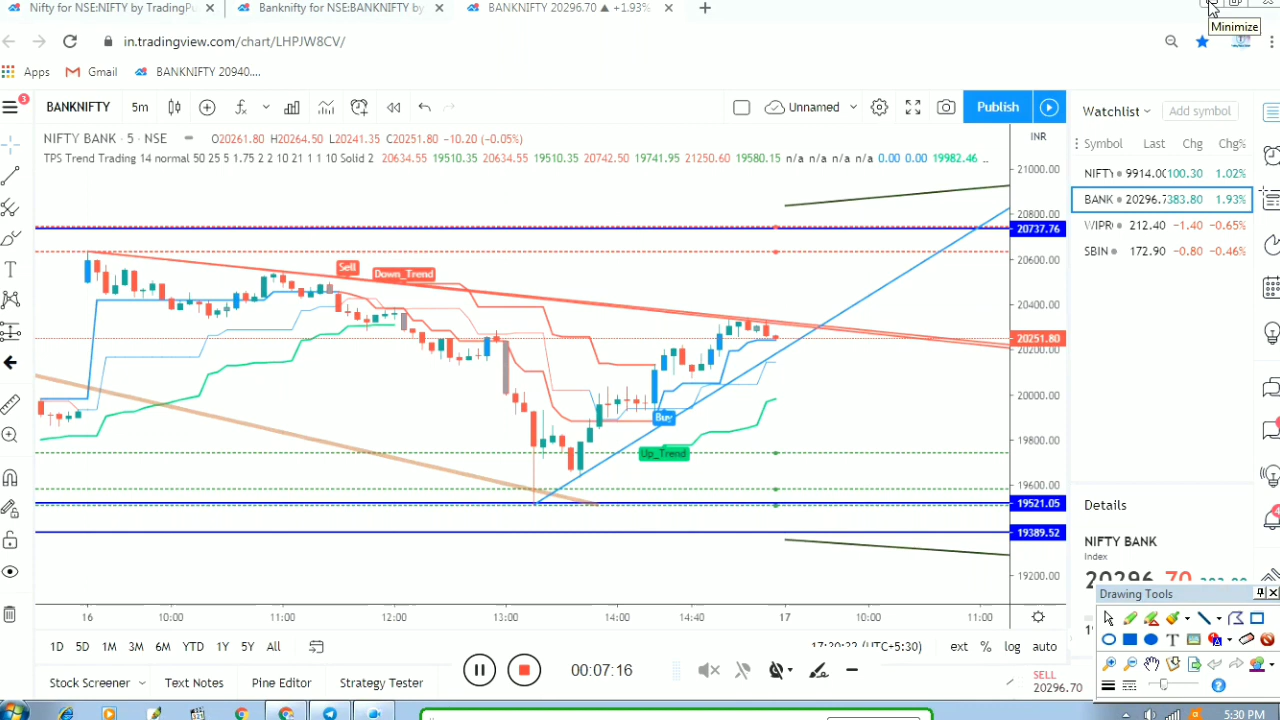 Nifty for NSE:NIFTY by TradingPu
Banknifty for NSE:BANKNIFTY by
BANKNIFTY 20296.70 ▲ +1.93%
Minimize
in.tradingview.com/chart/LHPJW8CV/
Apps
Gmail
BANKNIFTY 20940....
3
BANKNIFTY
5m
Unnamed
Publish
Watchlist
Add symbol
NIFTY BANK · 5 · NSE
O20261.80 H20264.50 L20241.35 C20251.80 −10.20 (−0.05%)
TPS Trend Trading 14 normal 50 25 5 1.75 2 2 10 21 1 1 10 Solid 2 20634.55 19510.35 20634.55 19510.35 20742.50 19741.95 21250.60 19580.15 n/a n/a n/a n/a 0.00 0.00 19982.46 ..
INR
Symbol Last Chg Chg%
NIFTY 9914.00 100.30 1.02%
BANK 20296.7 383.80 1.93%
WIPR 212.40 −1.40 −0.65%
SBIN 172.90 −0.80 −0.46%
21000.00
20800.00
20737.76
20600.00
20400.00
20251.80
20200.00
20000.00
19800.00
19600.00
19521.05
19389.52
19200.00
Sell
Down_Trend
Buy
Up_Trend
16 10:00 11:00 12:00 13:00 14:00 14:40 17 10:00 11:00
Details
NIFTY BANK
Index
20296.70
Drawing Tools
1D 5D 1M 3M 6M YTD 1Y 5Y All
(UTC+5:30)
ext % log auto
00:07:16
Stock Screener
Text Notes
Pine Editor
Strategy Tester
SELL
20296.70
5:30 PM